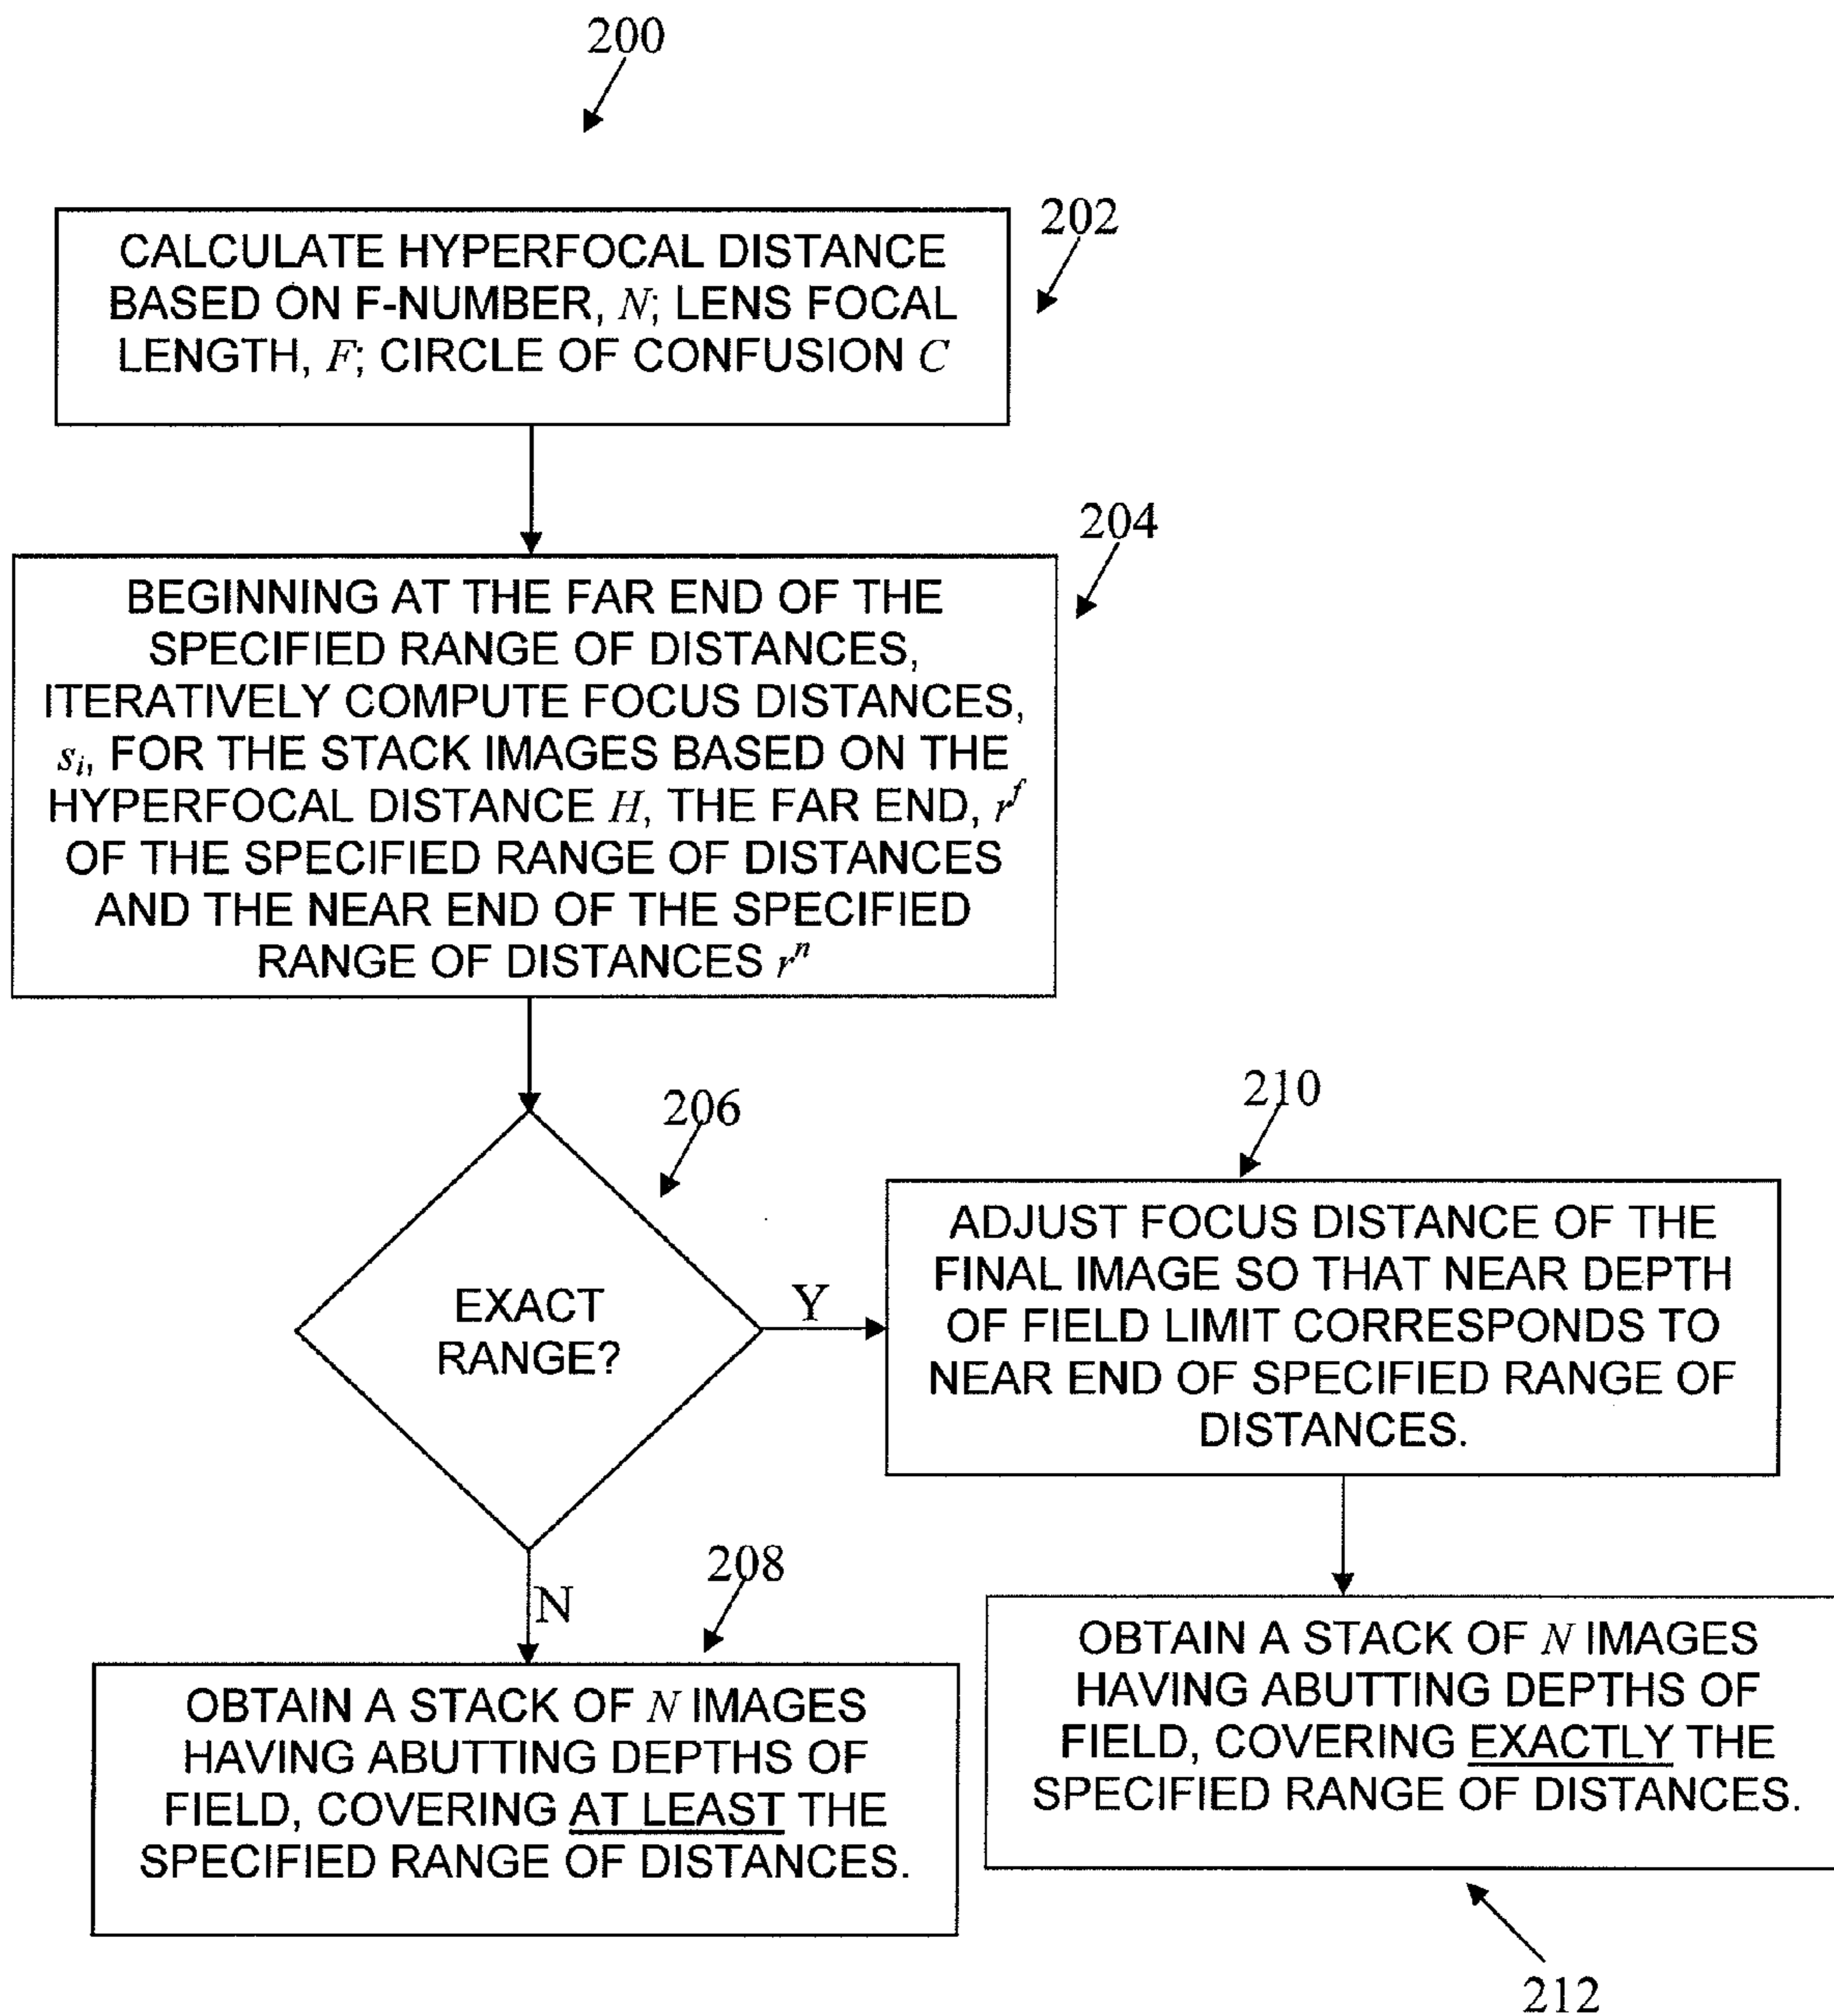 200
202
CALCULATE HYPERFOCAL DISTANCE
BASED ON F-NUMBER, N; LENS FOCAL
LENGTH, F; CIRCLE OF CONFUSION C
204
BEGINNING AT THE FAR END OF THE
SPECIFIED RANGE OF DISTANCES,
ITERATIVELY COMPUTE FOCUS DISTANCES,
si, FOR THE STACK IMAGES BASED ON THE
HYPERFOCAL DISTANCE H, THE FAR END, r^f
OF THE SPECIFIED RANGE OF DISTANCES
AND THE NEAR END OF THE SPECIFIED
RANGE OF DISTANCES r^n
206
EXACT
RANGE?
Y
210
ADJUST FOCUS DISTANCE OF THE
FINAL IMAGE SO THAT NEAR DEPTH
OF FIELD LIMIT CORRESPONDS TO
NEAR END OF SPECIFIED RANGE OF
DISTANCES.
N
208
OBTAIN A STACK OF N IMAGES
HAVING ABUTTING DEPTHS OF
FIELD, COVERING AT LEAST THE
SPECIFIED RANGE OF DISTANCES.
OBTAIN A STACK OF N IMAGES
HAVING ABUTTING DEPTHS OF
FIELD, COVERING EXACTLY THE
SPECIFIED RANGE OF DISTANCES.
212